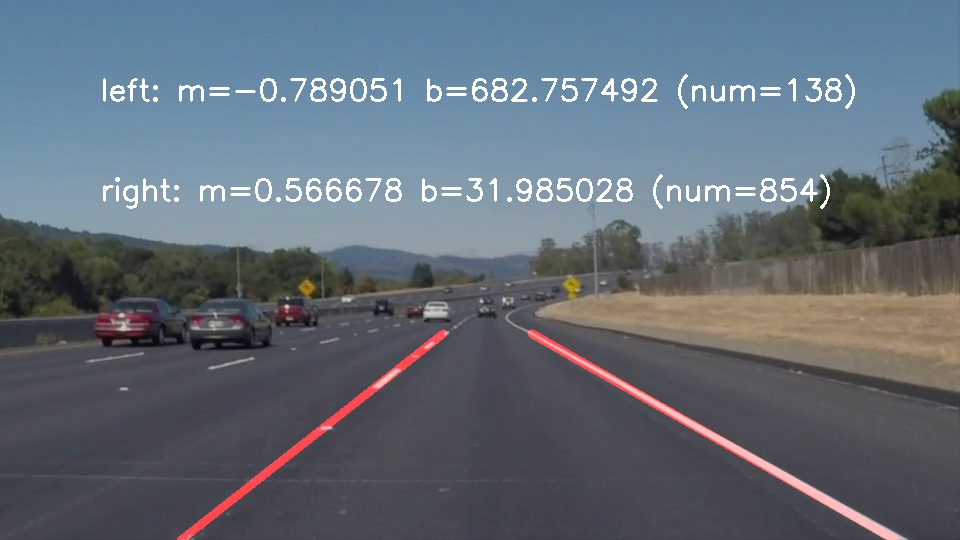 left: m=−0.789051 b=682.757492 (num=138)
right: m=0.566678 b=31.985028 (num=854)